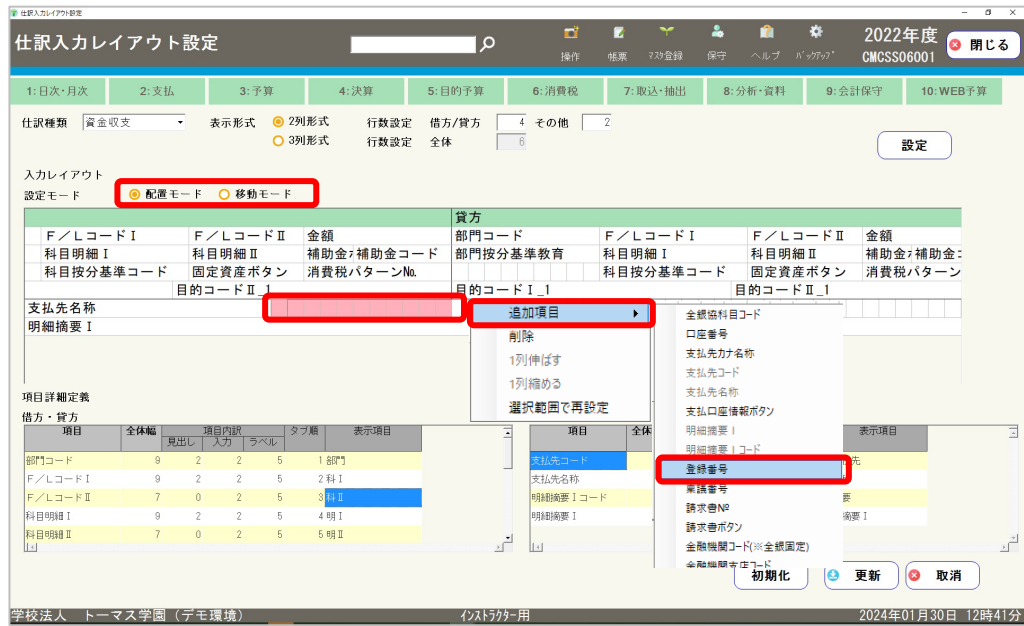 仕訳入力レイアウト設定
仕訳入力レイアウト設定
操作 帳票 ﾏｽﾀ登録 保守 ヘルプ ﾊﾞｯｸｱｯﾌﾟ
2022年度
CMCSS06001
閉じる
1:日次・月次 2:支払 3:予算 4:決算 5:目的予算 6:消費税 7:取込・抽出 8:分析・資料 9:会計保守 10:WEB予算
仕訳種類 資金収支 表示形式 2列形式 行数設定 借方/貸方 4 その他 2
3列形式 行数設定 全体 6
設定
入力レイアウト
設定モード 配置モード 移動モード
貸方
F／LコードⅠ F／LコードⅡ 金額 部門コード F／LコードⅠ F／LコードⅡ 金額
科目明細Ⅰ 科目明細Ⅱ 補助金 補助金コード 部門按分基準教育 科目明細Ⅰ 科目明細Ⅱ 補助金 補助金
科目按分基準コード 固定資産ボタン 消費税パターン№ 科目按分基準コード 固定資産ボタン 消費税パターン
目的コードⅡ_1 目的コードⅠ_1 目的コードⅡ_1
支払先名称
明細摘要Ⅰ
追加項目
削除
1列伸ばす
1列縮める
選択範囲で再設定
全銀協科目コード
口座番号
支払先カナ名称
支払先コード
支払先名称
支払口座情報ボタン
明細摘要Ⅰ
明細摘要Ⅰコード
登録番号
稟議番号
請求書№
請求書ボタン
金融機関コード(※全銀固定)
金融機関支店コード
項目詳細定義
借方・貸方
項目 全体幅 項目内訳 タブ順 表示項目
見出し 入力 ラベル
部門コード 9 2 2 5 1 部門
F／LコードⅠ 9 2 2 5 2 科Ⅰ
F／LコードⅡ 7 0 2 5 3 科Ⅱ
科目明細Ⅰ 9 2 2 5 4 明Ⅰ
科目明細Ⅱ 7 0 2 5 5 明Ⅱ
項目 全体 表示項目
支払先コード 先
支払先名称
明細摘要Ⅰコード 要
明細摘要Ⅰ 摘要Ⅰ
初期化 更新 取消
学校法人 トーマス学園（デモ環境） ｲﾝｽﾄﾗｸﾀｰ用 2024年01月30日 12時41分